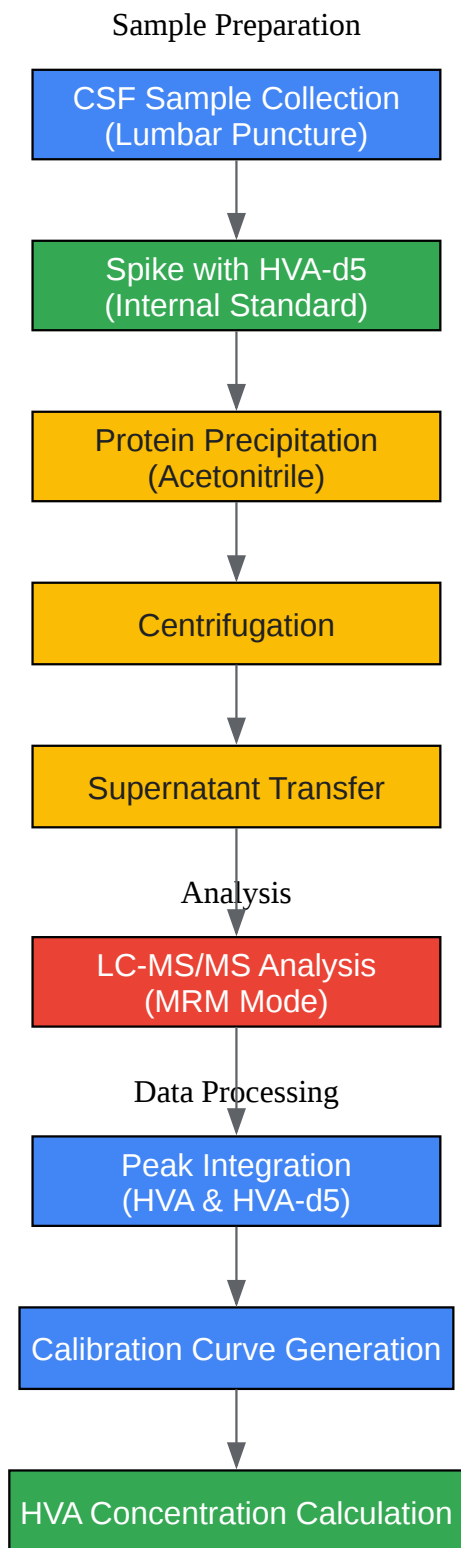 Sample Preparation
CSF Sample Collection
(Lumbar Puncture)
Spike with HVA-d5
(Internal Standard)
Protein Precipitation
(Acetonitrile)
Centrifugation
Supernatant Transfer
Analysis
LC-MS/MS Analysis
(MRM Mode)
Data Processing
Peak Integration
(HVA & HVA-d5)
Calibration Curve Generation
HVA Concentration Calculation